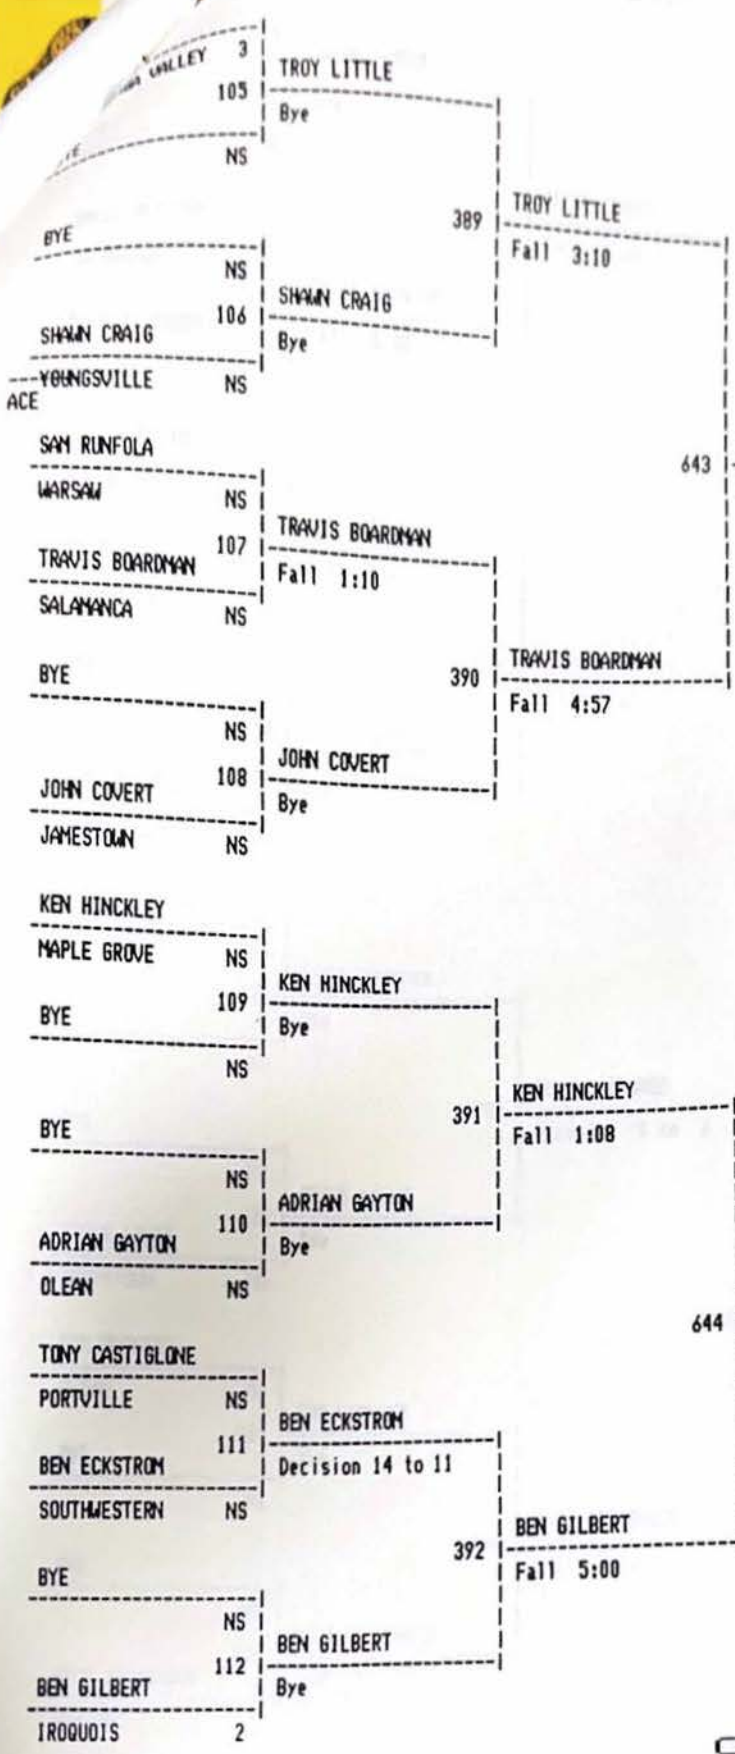 VALLEY 3
TROY LITTLE
105
Bye
NS
389
TROY LITTLE
Fall 3:10
BYE
NS
106
SHAWN CRAIG
Bye
SHAWN CRAIG
YOUNGSVILLE NS
ACE
643
SAM RUNFOLA
WARSAW NS
107
TRAVIS BOARDMAN
Fall 1:10
TRAVIS BOARDMAN
SALAMANCA NS
390
TRAVIS BOARDMAN
Fall 4:57
BYE
NS
108
JOHN COVERT
Bye
JOHN COVERT
JAMESTOWN NS
KEN HINCKLEY
MAPLE GROVE NS
109
KEN HINCKLEY
Bye
BYE
NS
391
KEN HINCKLEY
Fall 1:08
BYE
NS
110
ADRIAN GAYTON
Bye
ADRIAN GAYTON
OLEAN NS
644
TONY CASTIGLONE
PORTVILLE NS
111
BEN ECKSTROM
Decision 14 to 11
BEN ECKSTROM
SOUTHWESTERN NS
392
BEN GILBERT
Fall 5:00
BYE
NS
112
BEN GILBERT
Bye
BEN GILBERT
IROQUOIS 2